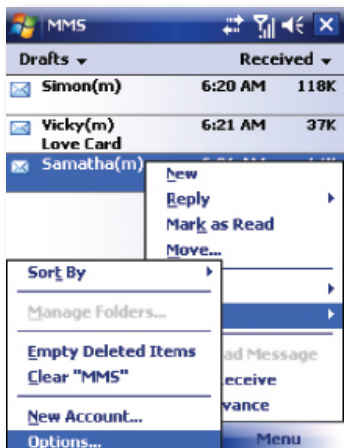 MMS
Drafts Received
Simon(m) 6:20 AM 118K
Vicky(m) 6:21 AM 37K
Love Card
Samatha(m)
New
Reply
Mark as Read
Move...
Sort By
Manage Folders...
Empty Deleted Items
Clear "MMS"
New Account...
Options...
Menu